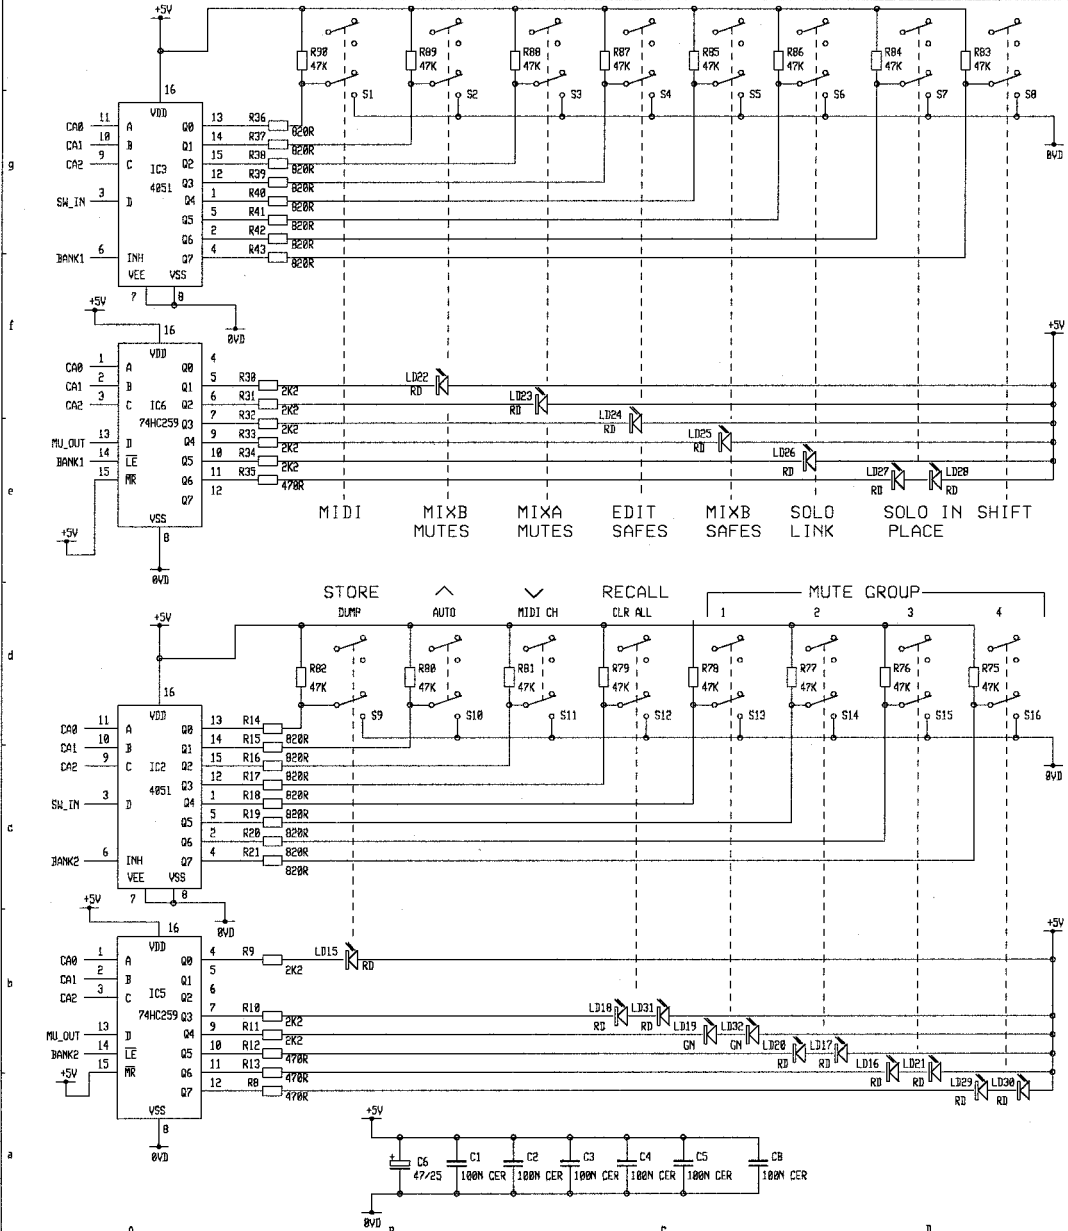 +5V
R90 R89 R88 R87 R85 R86 R84 R83
47K 47K 47K 47K 47K 47K 47K 47K
16
S1 S2 S3 S4 S5 S6 S7 S8
VDD
CA0 11 A Q0 13 R36 820R
CA1 10 B Q1 14 R37 820R
CA2 9 C Q2 15 R38 820R
IC3 Q3 12 R39 820R
4051
SW_IN 3 D Q4 1 R40 820R
Q5 5 R41 820R
Q6 2 R42 820R
BANK1 6 INH Q7 4 R43 820R
VEE VSS
7 8
0VD
0VD
g
f
+5V
+5V
16
VDD
CA0 1 A Q0 4
CA1 2 B Q1 5 R30 2K2 LD22 RD
CA2 3 C IC6 Q2 6 R31 2K2 LD23 RD
74HC259 Q3 7 R32 2K2 LD24 RD
MU_OUT 13 D Q4 9 R33 2K2 LD25 RD
BANK1 14 LE Q5 10 R34 2K2 LD26 RD
15 MR Q6 11 R35 470R LD27 RD LD28 RD
Q7 12
e
VSS
8
+5V
0VD
MIDI MIXB MIXA EDIT MIXB SOLO SOLO IN SHIFT
MUTES MUTES SAFES SAFES LINK PLACE
STORE ^ v RECALL MUTE GROUP
DUMP AUTO MIDI CH CLR ALL 1 2 3 4
+5V
d
R82 R80 R81 R79 R78 R77 R76 R75
47K 47K 47K 47K 47K 47K 47K 47K
16
S9 S10 S11 S12 S13 S14 S15 S16
VDD
CA0 11 A Q0 13 R14 820R
CA1 10 B Q1 14 R15 820R
CA2 9 C IC2 Q2 15 R16 820R
Q3 12 R17 820R
4051
SW_IN 3 D Q4 1 R18 820R
Q5 5 R19 820R
Q6 2 R20 820R
BANK2 6 INH Q7 4 R21 820R
VEE VSS
7 8
0VD
0VD
c
+5V
+5V
16
VDD
CA0 1 A Q0 4 R9 2K2 LD15 RD
CA1 2 B Q1 5
CA2 3 C IC5 Q2 6
74HC259 Q3 7 R10 2K2 LD18 RD LD31 RD
MU_OUT 13 D Q4 9 R11 2K2 LD19 GN LD32 GN
BANK2 14 LE Q5 10 R12 470R LD20 RD LD17 RD
+5V 15 MR Q6 11 R13 470R LD16 RD LD21 RD
Q7 12 R8 470R LD29 RD LD30 RD
b
VSS
8
0VD
+5V
+ C6 C1 C2 C3 C4 C5 C8
47/25 100N CER 100N CER 100N CER 100N CER 100N CER 100N CER
0VD
a
A B C D